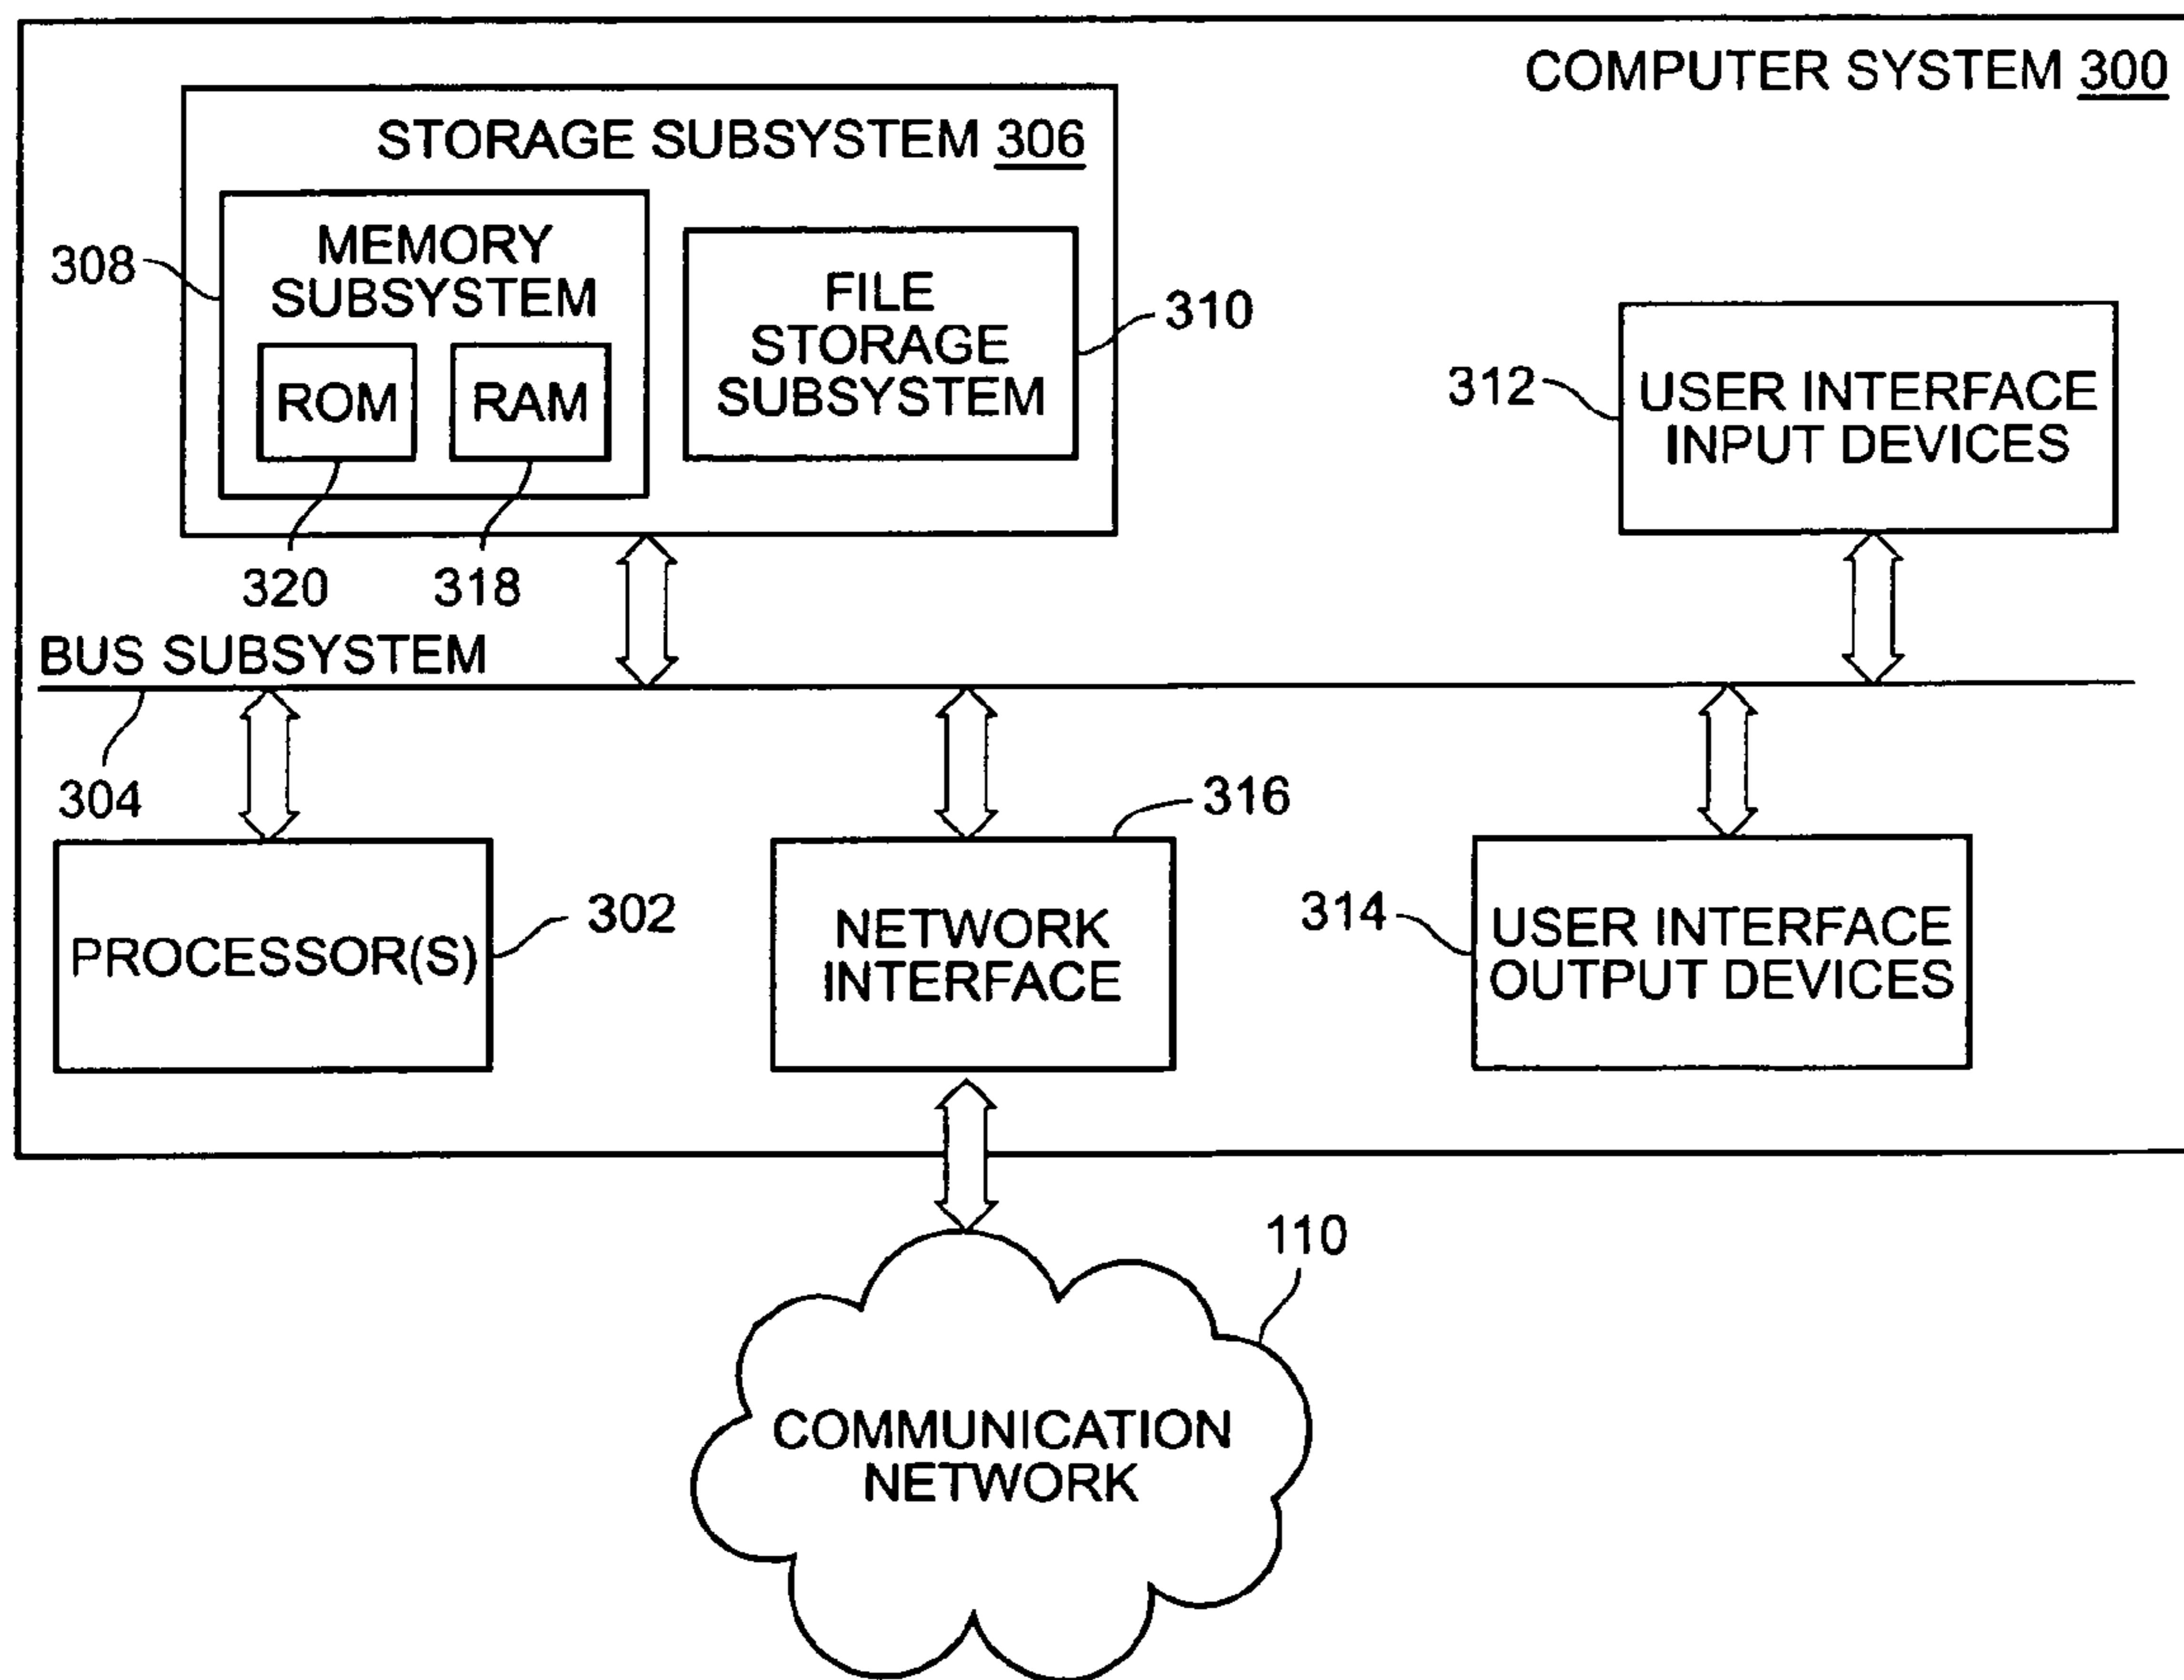 COMPUTER SYSTEM 300
STORAGE SUBSYSTEM 306
308
MEMORY
SUBSYSTEM
ROM
RAM
FILE
STORAGE
SUBSYSTEM
310
312
USER INTERFACE
INPUT DEVICES
320
318
BUS SUBSYSTEM
304
316
PROCESSOR(S)
302
NETWORK
INTERFACE
314
USER INTERFACE
OUTPUT DEVICES
110
COMMUNICATION
NETWORK